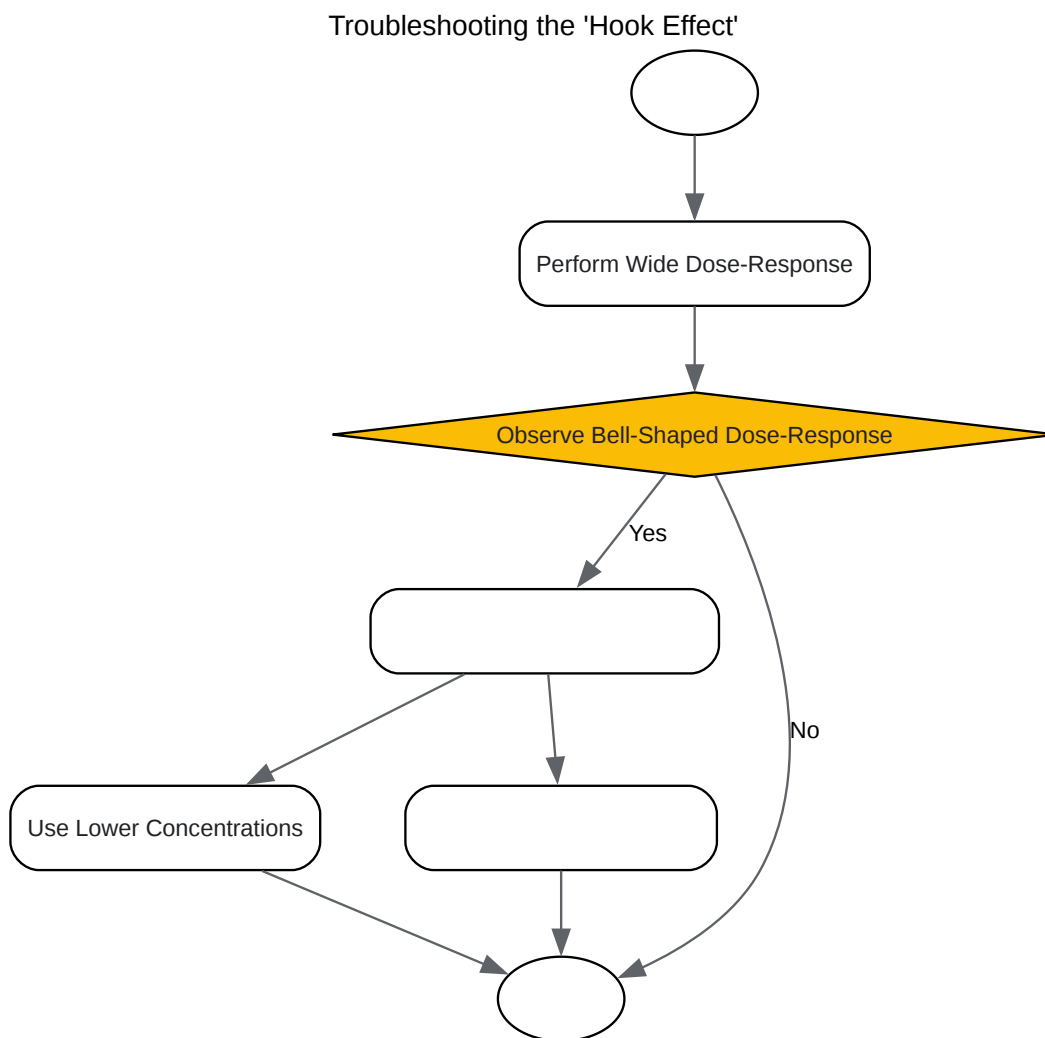 Troubleshooting the 'Hook Effect'
Perform Wide Dose-Response
Observe Bell-Shaped Dose-Response
Yes
No
Use Lower Concentrations